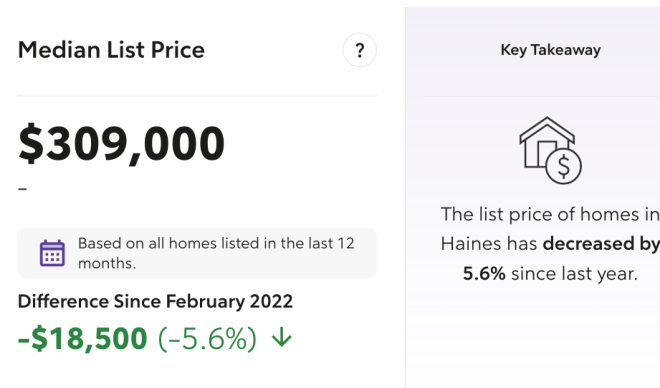 Median List Price
?
$309,000
–
Based on all homes listed in the last 12
months.
Difference Since February 2022
-$18,500 (-5.6%) ↓
Key Takeaway
$
The list price of homes in
Haines has decreased by
5.6% since last year.